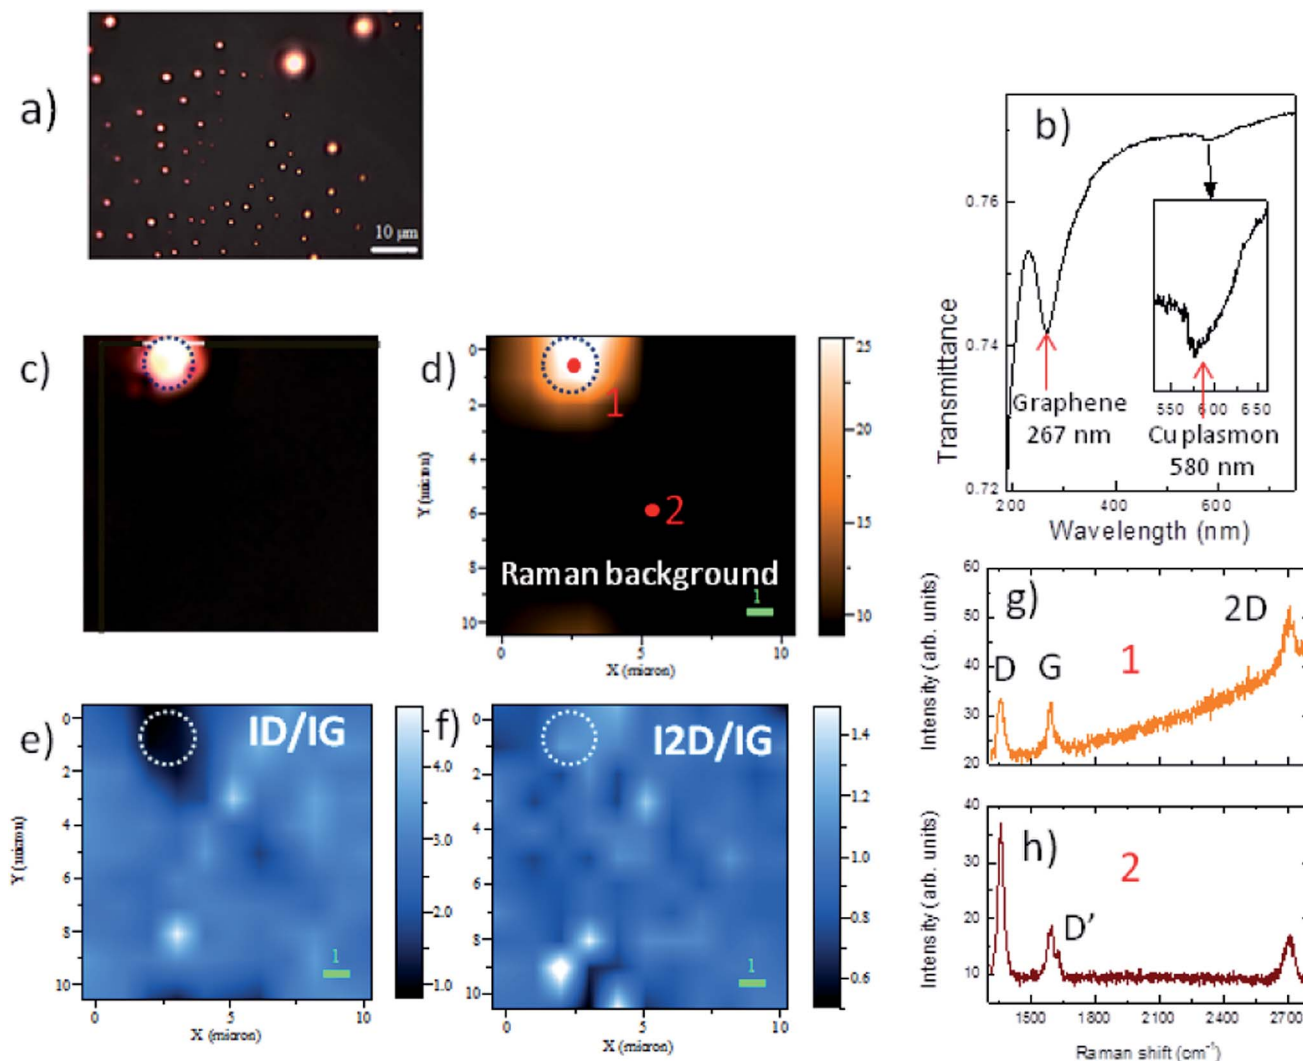 a)
10 μm
b)
0.76
0.74
0.72
Transmittance
200
400
600
Wavelength (nm)
550
600
650
Graphene
267 nm
Cu plasmon
580 nm
c)
d)
0
2
4
6
8
10
Y (micron)
0
5
10
X (micron)
1
2
Raman background
1
25
20
15
10
e)
0
2
4
6
8
10
Y (micron)
0
5
10
X (micron)
ID/IG
1
4.0
3.0
2.0
1.0
f)
0
2
4
6
8
10
0
5
10
X (micron)
I2D/IG
1
1.4
1.2
1.0
0.8
0.6
g)
60
50
40
30
20
Intensity ( arb. units)
D
G
1
2D
h)
40
30
20
10
Intensity ( arb. units)
2
D’
1500
1800
2100
2400
2700
Raman shift (cm⁻¹)